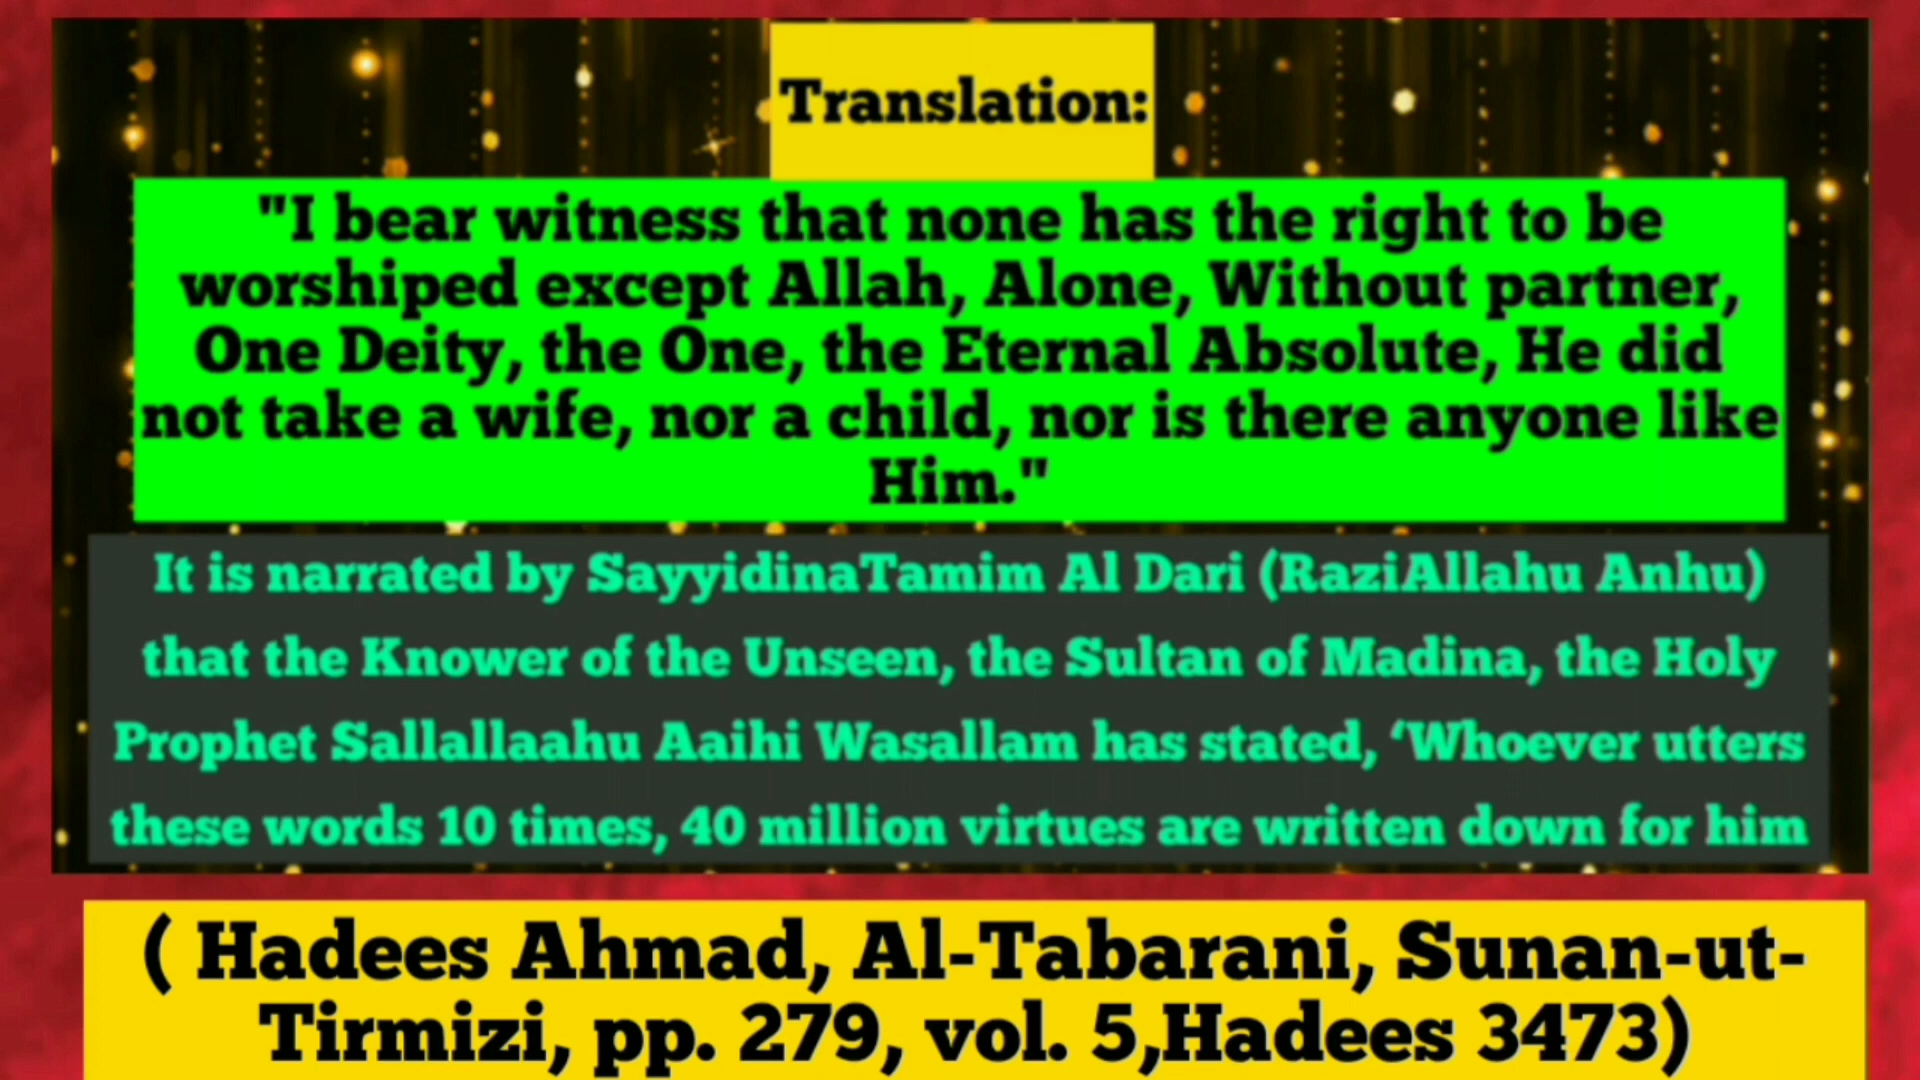 Translation:
"I bear witness that none has the right to be
worshiped except Allah, Alone, Without partner,
One Deity, the One, the Eternal Absolute, He did
not take a wife, nor a child, nor is there anyone like
Him."
It is narrated by SayyidinaTamim Al Dari (RaziAllahu Anhu)
that the Knower of the Unseen, the Sultan of Madina, the Holy
Prophet Sallallaahu Aaihi Wasallam has stated, ‘Whoever utters
these words 10 times, 40 million virtues are written down for him
( Hadees Ahmad, Al-Tabarani, Sunan-ut-
Tirmizi, pp. 279, vol. 5,Hadees 3473)